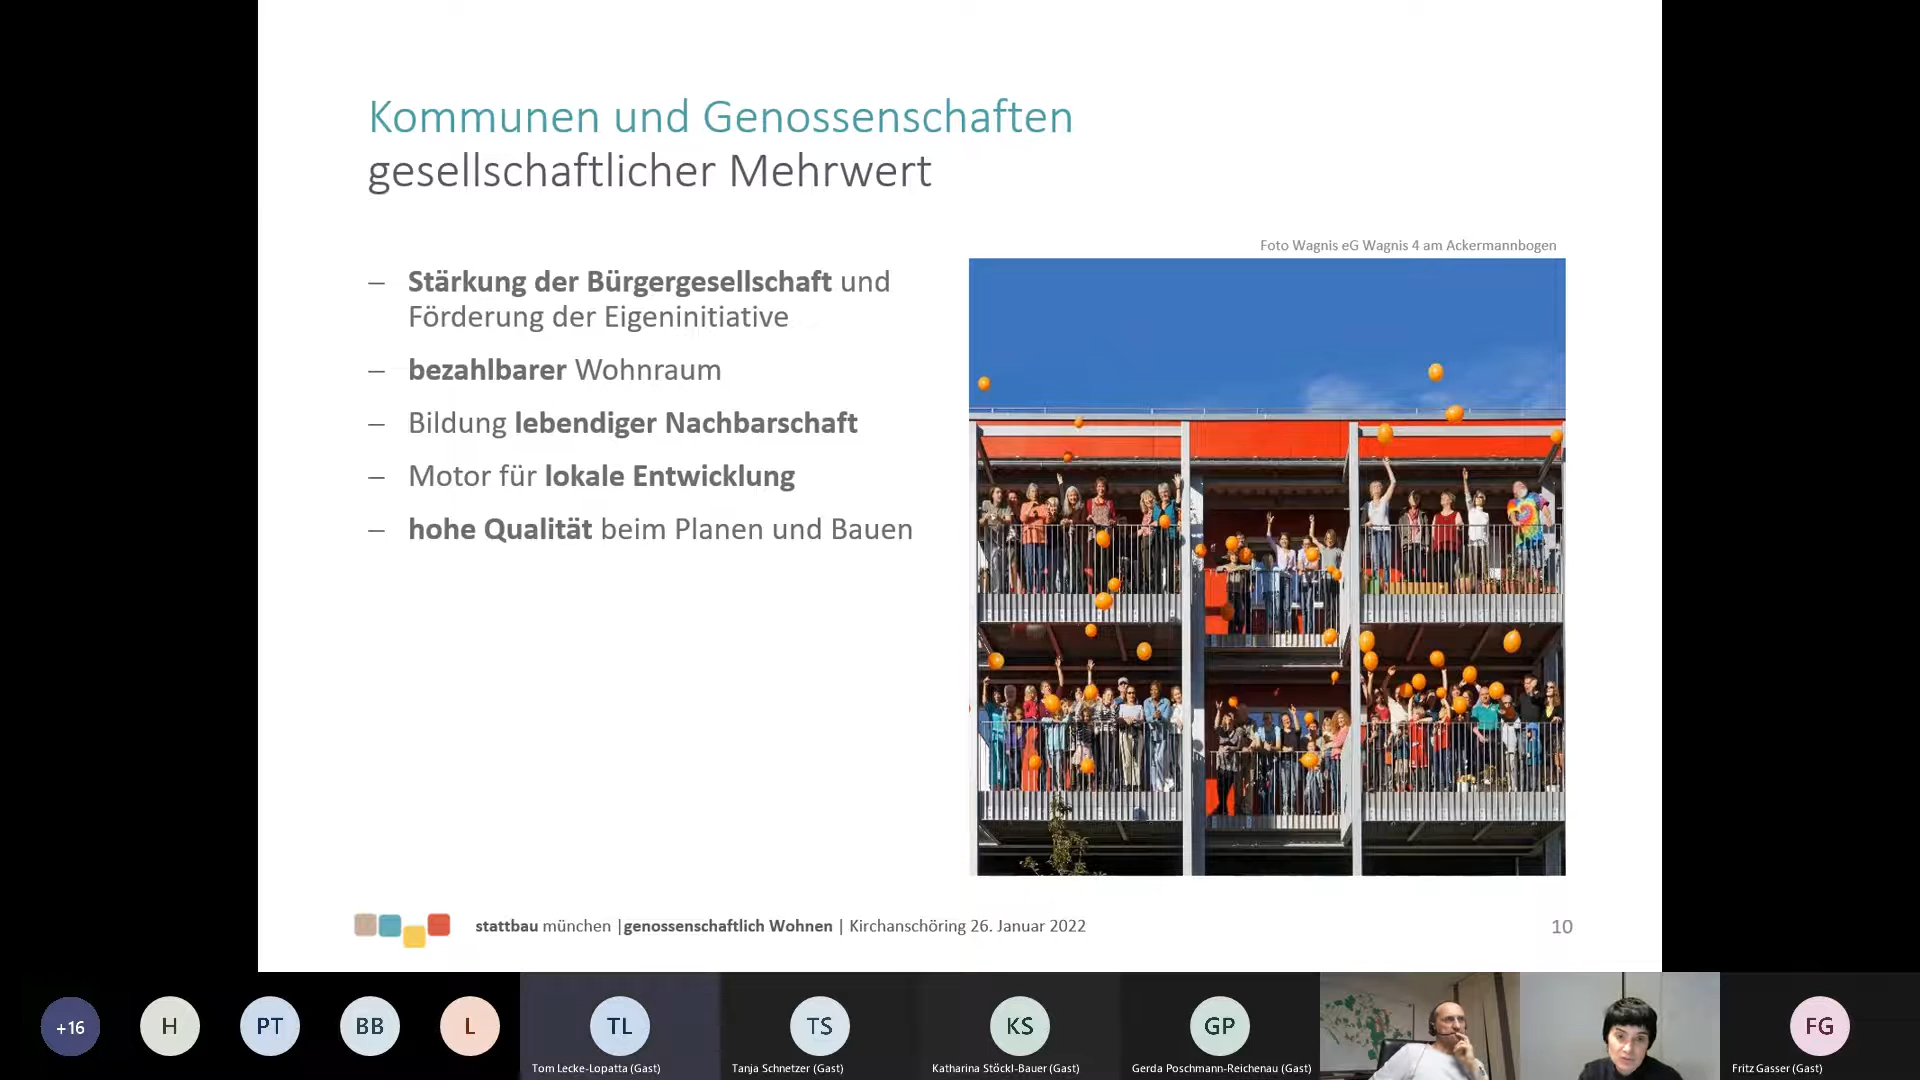 Kommunen und Genossenschaften
gesellschaftlicher Mehrwert
Foto Wagnis eG Wagnis 4 am Ackermannbogen
– Stärkung der Bürgergesellschaft und
Förderung der Eigeninitiative
– bezahlbarer Wohnraum
– Bildung lebendiger Nachbarschaft
– Motor für lokale Entwicklung
– hohe Qualität beim Planen und Bauen
stattbau münchen |genossenschaftlich Wohnen | Kirchanschöring 26. Januar 2022
10
+16
H
PT
BB
L
TL
TS
KS
GP
FG
Tom Lecke-Lopatta (Gast)
Tanja Schnetzer (Gast)
Katharina Stöckl-Bauer (Gast)
Gerda Poschmann-Reichenau (Gast)
Fritz Gasser (Gast)